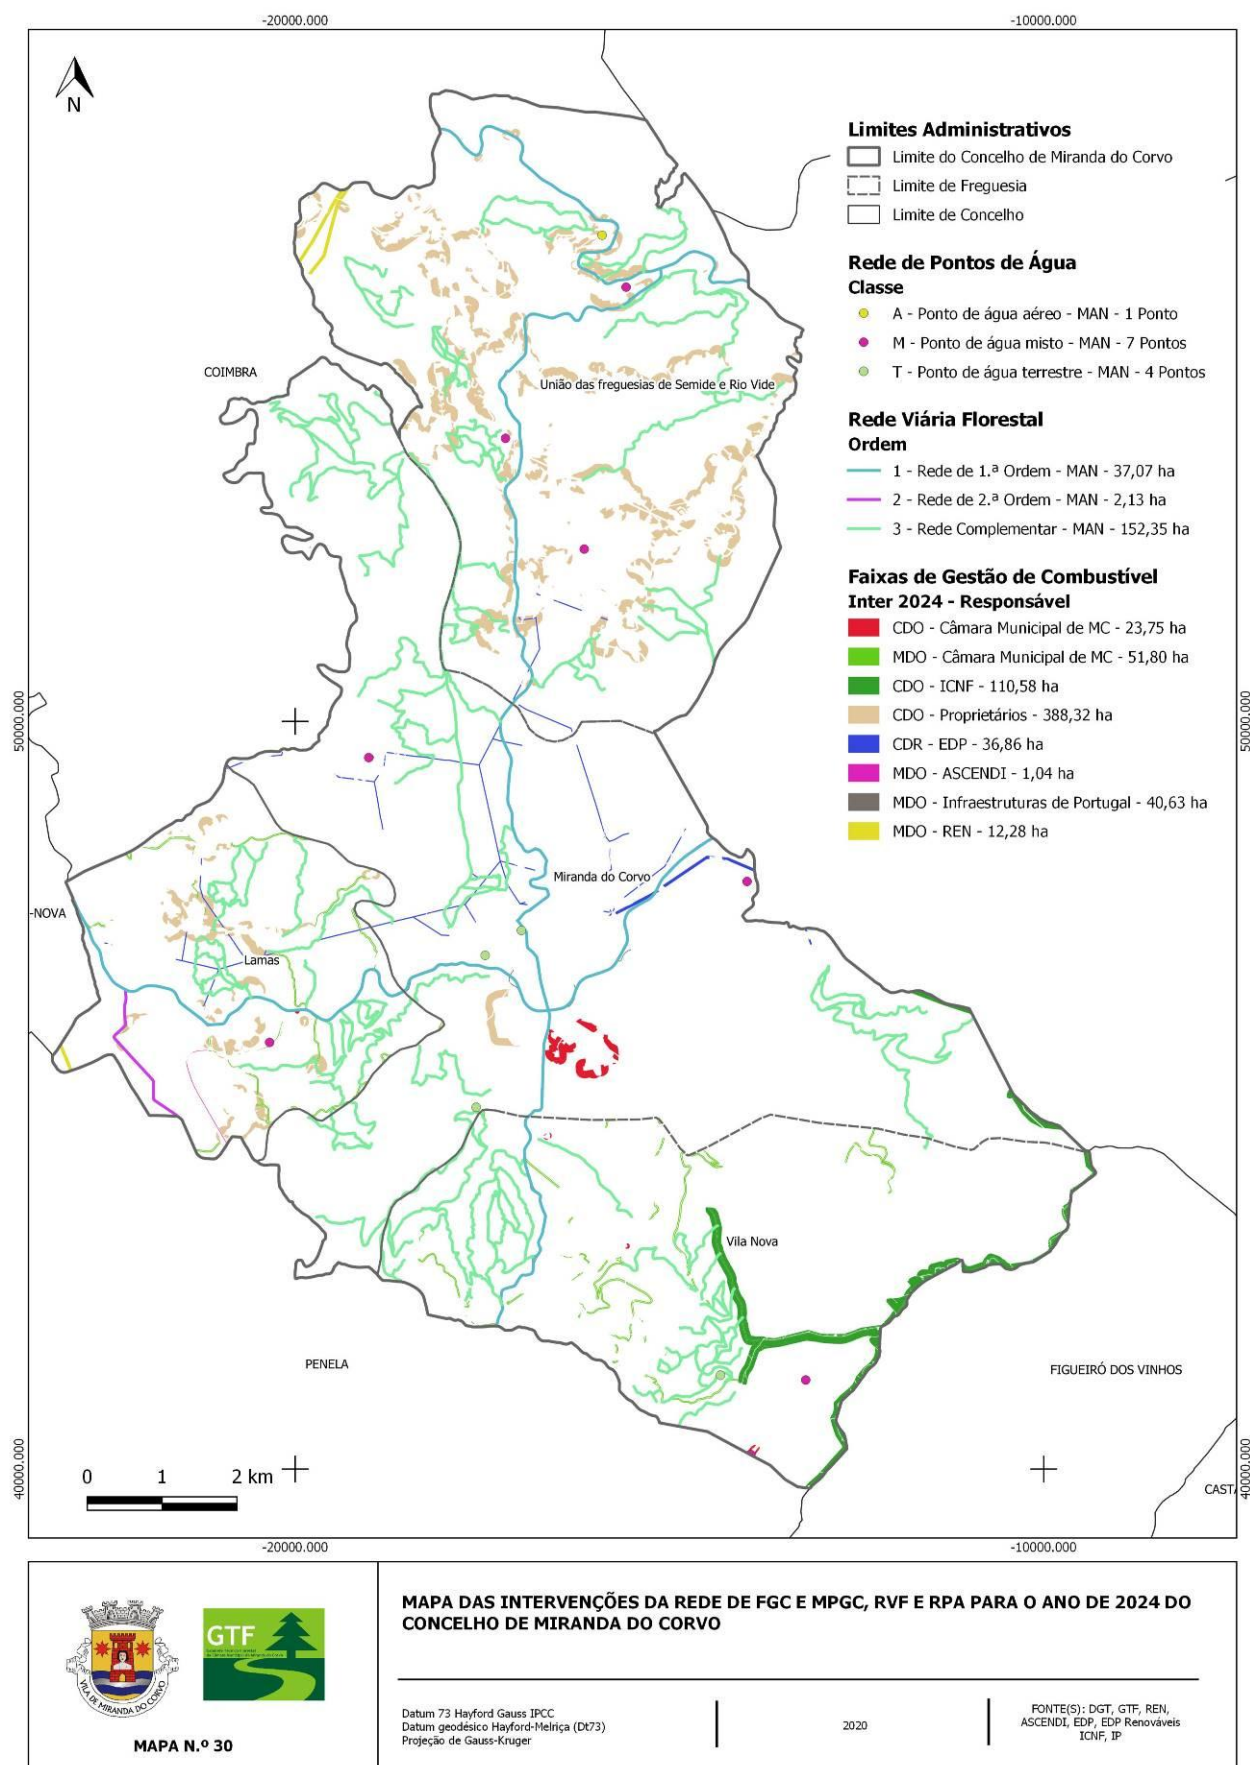 -20000.000
-10000.000
N
Limites Administrativos
Limite do Concelho de Miranda do Corvo
Limite de Freguesia
Limite de Concelho
Rede de Pontos de Água
Classe
A - Ponto de água aéreo - MAN - 1 Ponto
M - Ponto de água misto - MAN - 7 Pontos
T - Ponto de água terrestre - MAN - 4 Pontos
Rede Viária Florestal
Ordem
1 - Rede de 1.ª Ordem - MAN - 37,07 ha
2 - Rede de 2.ª Ordem - MAN - 2,13 ha
3 - Rede Complementar - MAN - 152,35 ha
Faixas de Gestão de Combustível
Inter 2024 - Responsável
CDO - Câmara Municipal de MC - 23,75 ha
MDO - Câmara Municipal de MC - 51,80 ha
CDO - ICNF - 110,58 ha
CDO - Proprietários - 388,32 ha
CDR - EDP - 36,86 ha
MDO - ASCENDI - 1,04 ha
MDO - Infraestruturas de Portugal - 40,63 ha
MDO - REN - 12,28 ha
COIMBRA
União das freguesias de Semide e Rio Vide
50000.000
50000.000
Miranda do Corvo
-NOVA
Lamas
Vila Nova
PENELA
FIGUEIRÓ DOS VINHOS
CASTA
40000.000
40000.000
0 1 2 km
-20000.000
-10000.000
GTF
VILA DE MIRANDA DO CORVO
MAPA N.º 30
MAPA DAS INTERVENÇÕES DA REDE DE FGC E MPGC, RVF E RPA PARA O ANO DE 2024 DO
CONCELHO DE MIRANDA DO CORVO
Datum 73 Hayford Gauss IPCC
Datum geodésico Hayford-Melriça (Dt73)
Projeção de Gauss-Kruger
2020
FONTE(S): DGT, GTF, REN,
ASCENDI, EDP, EDP Renováveis
ICNF, IP